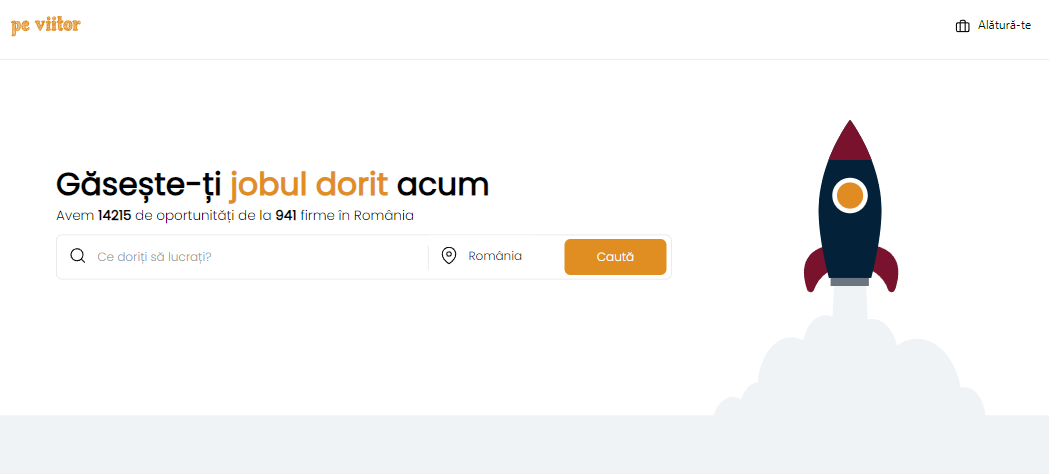 pe viitor
Alătură-te
Găsește-ți jobul dorit acum
Avem 14215 de oportunități de la 941 firme în România
Ce doriți să lucrați?
România
Caută